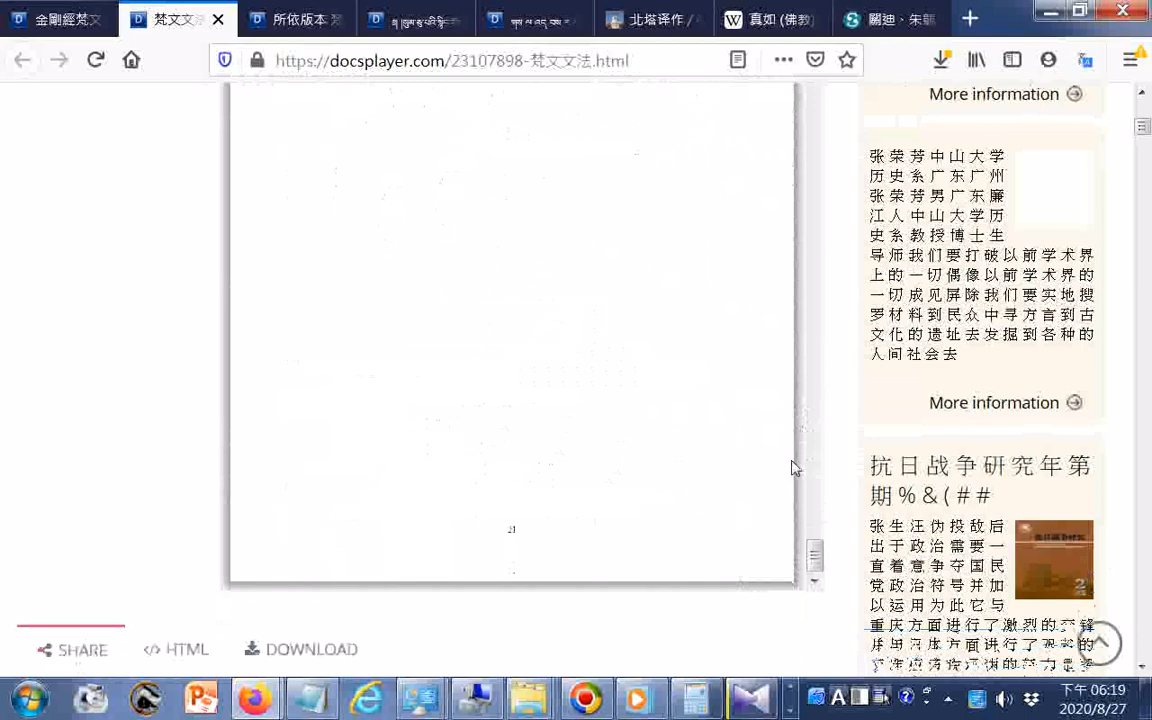 金剛經梵
梵文文
所依版本
北塔译作 /
真如 (佛教
關迪、朱
https://docsplayer.com/23107898-梵文文法.html
More information
张荣芳中山大学
历史系广东广州
张荣芳男广东廉
江人中山大学历
史系教授博士生
导师我们要打破以前学术界
上的一切偶像以前学术界的
一切成见屏除我们要实地搜
罗材料到民众中寻方言到古
文化的遗址去发掘到各种的
人间社会去
More information
抗日战争研究年第
期%&(##
张生汪伪投敌后
出于政治需要一
直着意争夺国民
党政治符号并加
以运用为此它与
重庆方面进行了激烈的交锋
21
SHARE
HTML
DOWNLOAD
下午 06:19
2020/8/27